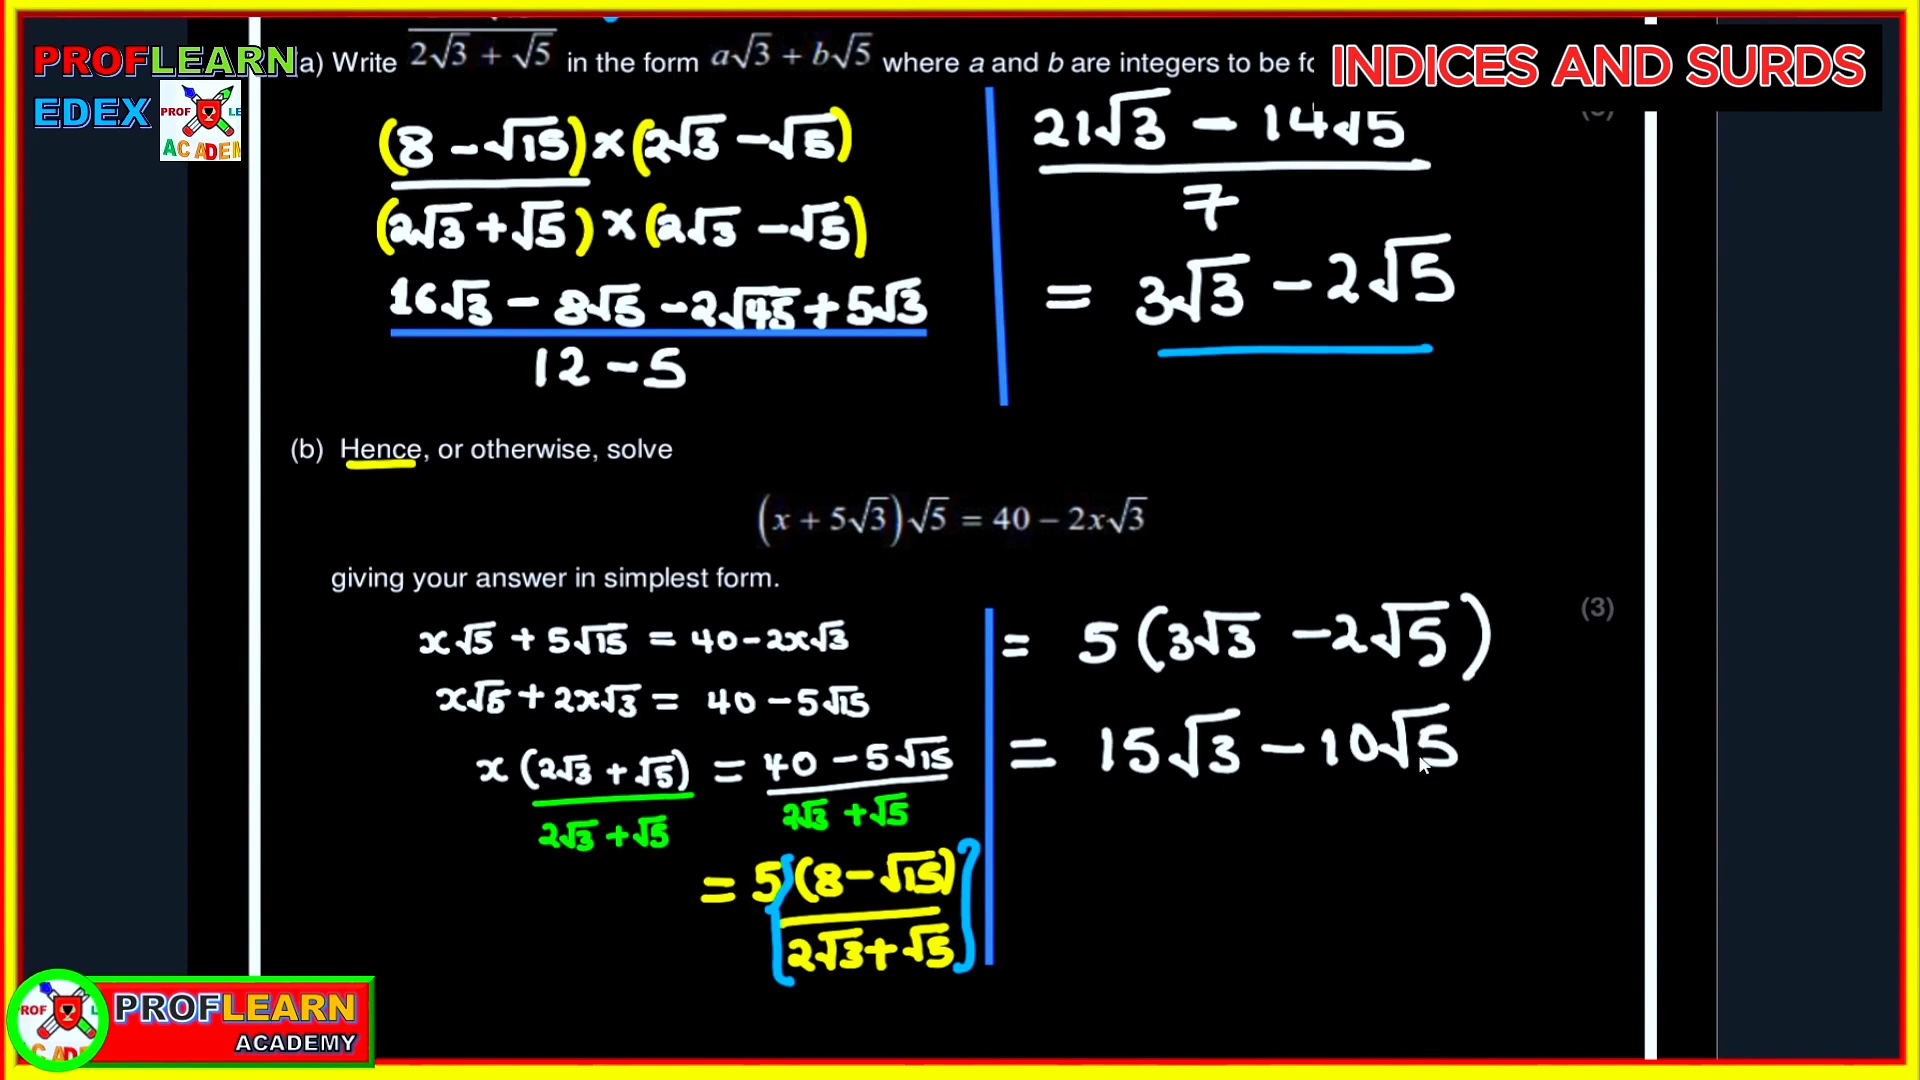 PROFLEARN
EDEX
PROF LE
ACADEM
INDICES AND SURDS
(a) Write 2√3 + √5 in the form a√3 + b√5 where a and b are integers to be fo
(8 - √15) × (2√3 - √5)
(2√3 + √5) × (2√3 - √5)
16√3 - 8√5 - 2√45 + 5√3
12 - 5
21√3 - 14√5
7
= 3√3 - 2√5
(b) Hence, or otherwise, solve
(x + 5√3)√5 = 40 - 2x√3
giving your answer in simplest form.
(3)
x√5 + 5√15 = 40 - 2x√3
x√5 + 2x√3 = 40 - 5√15
x (2√3 + √5) = 40 - 5√15
2√3 + √5 2√3 + √5
= 5 (8 - √15)
2√3 + √5
= 5 (3√3 - 2√5)
= 15√3 - 10√5
PROFLEARN
ACADEMY